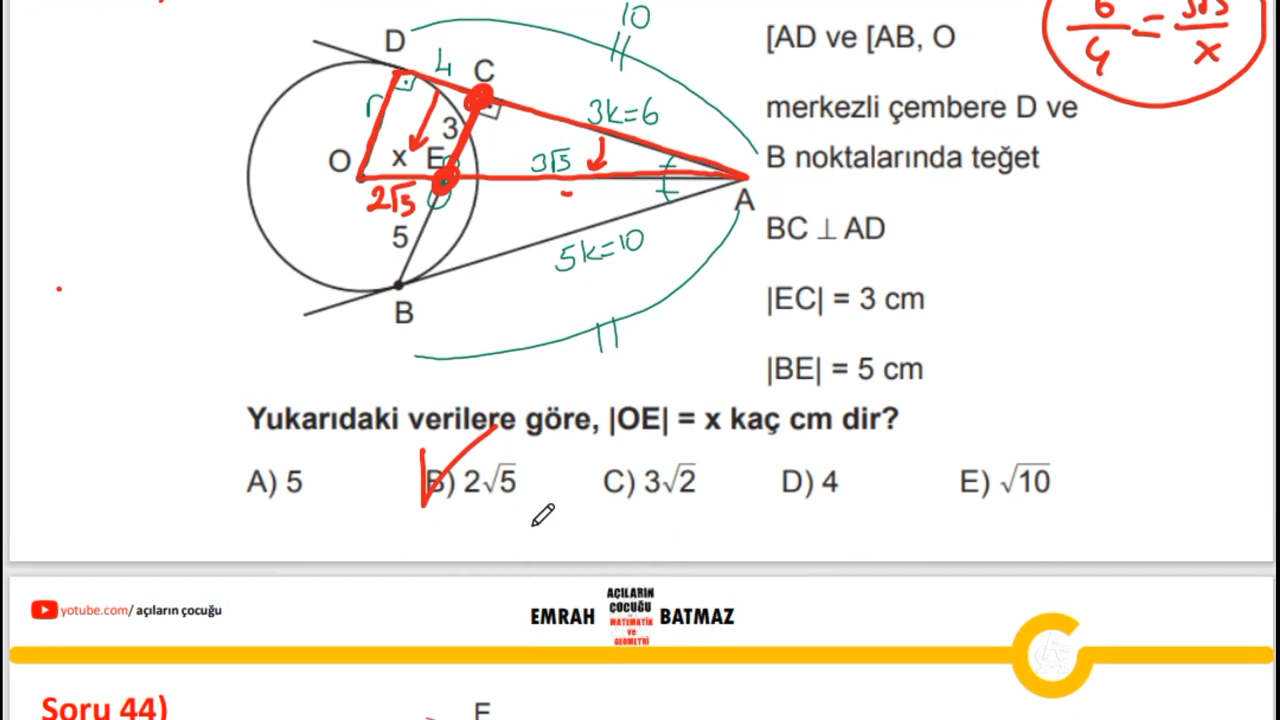 10
6/4 = 3√5/x
[AD ve [AB, O
D
4
C
merkezli çembere D ve
r
3k=6
3
O
x
E
3√5
B noktalarında teğet
2√5
A
BC ⊥ AD
5
5k=10
|EC| = 3 cm
B
|BE| = 5 cm
Yukarıdaki verilere göre, |OE| = x kaç cm dir?
A) 5 B) 2√5 C) 3√2 D) 4 E) √10
yotube.com/ açıların çocuğu
EMRAH AÇILARIN ÇOCUĞU MATEMATİK ve GEOMETRİ BATMAZ
Soru 44)